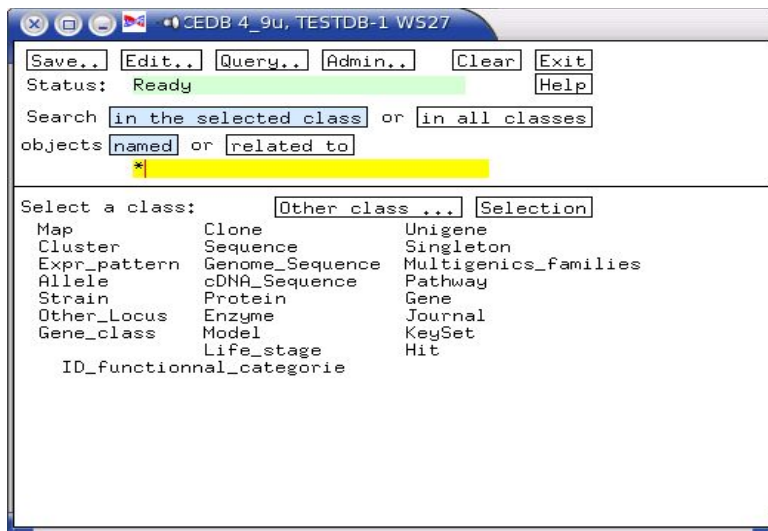 CEDB 4_9u, TESTDB-1 WS27
Save.. Edit.. Query.. Admin.. Clear Exit
Status: Ready Help
Search in the selected class or in all classes
objects named or related to
*
Select a class: Other class ... Selection
Map Clone Unigene
Cluster Sequence Singleton
Expr_pattern Genome_Sequence Multigenics_families
Allele cDNA_Sequence Pathway
Strain Protein Gene
Other_Locus Enzyme Journal
Gene_class Model KeySet
Life_stage Hit
ID_functionnal_categorie